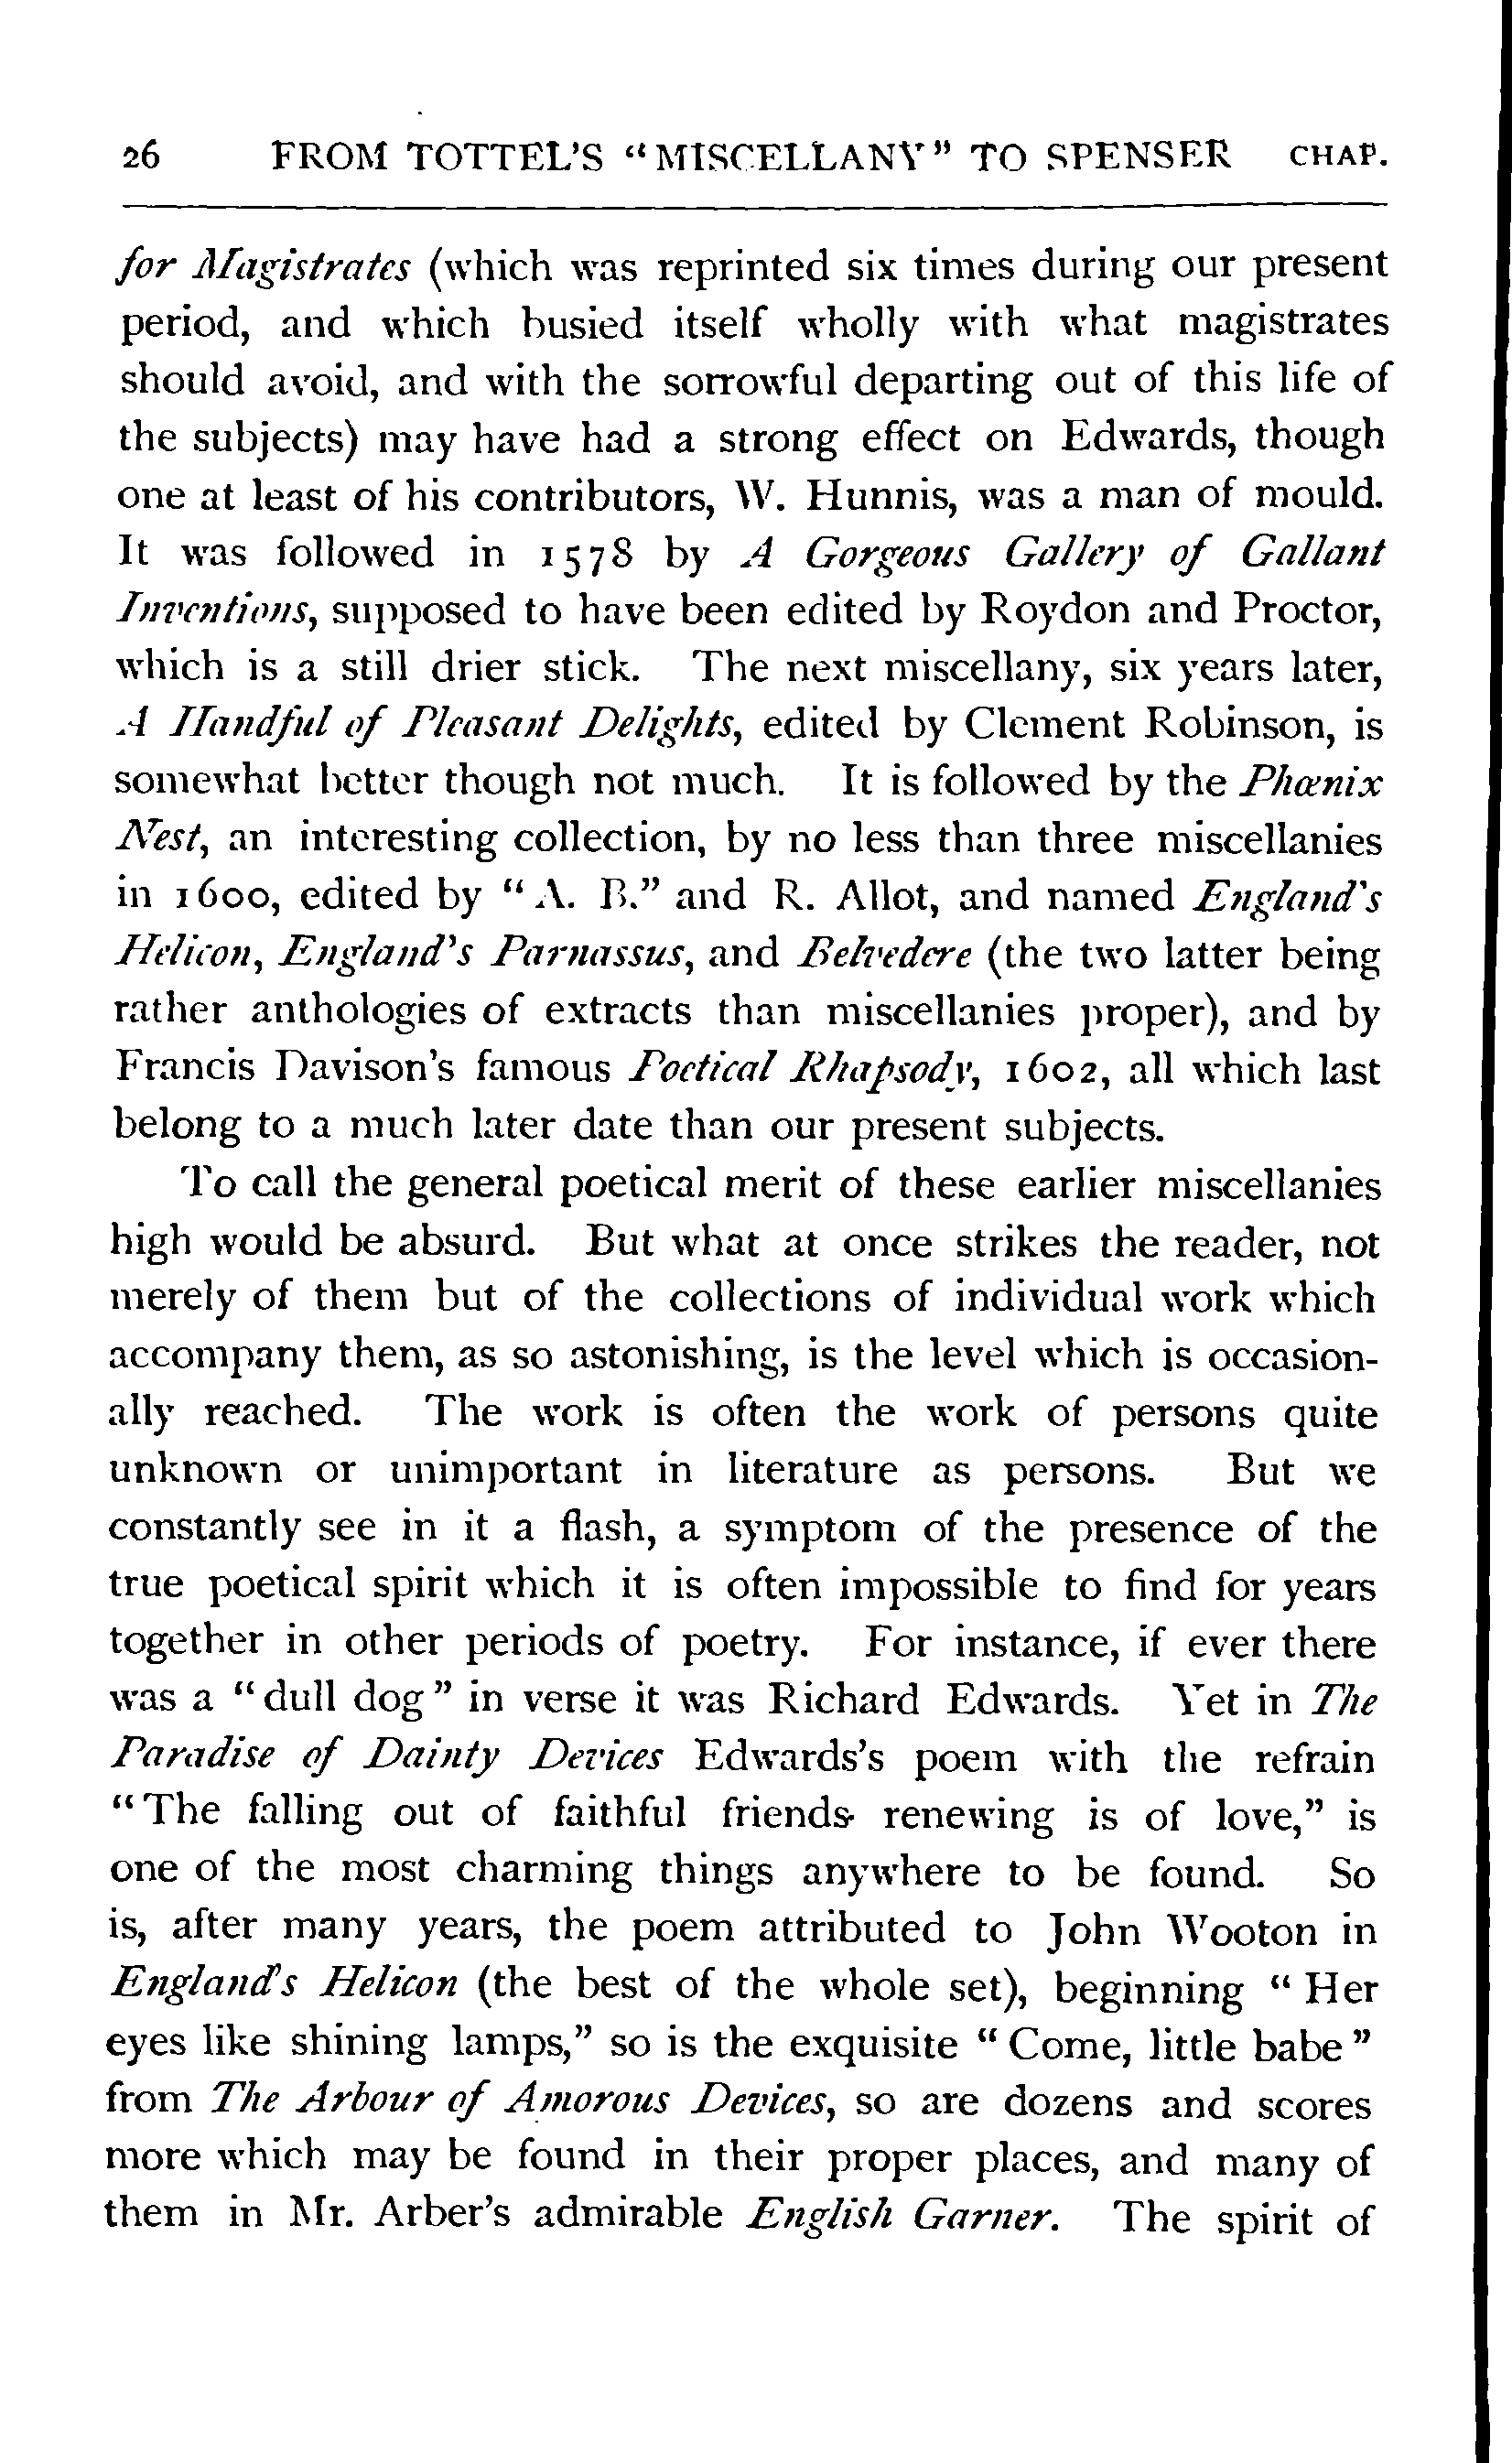 26 FROM TOTTEL'S “MISCELLANY” TO SPENSER CHAP.
for Magistrates (which was reprinted six times during our present
period, and which busied itself wholly with what magistrates
should avoid, and with the sorrowful departing out of this life of
the subjects) may have had a strong effect on Edwards, though
one at least of his contributors, W. Hunnis, was a man of mould.
It was followed in 1578 by A Gorgeous Gallery of Gallant
Inventions, supposed to have been edited by Roydon and Proctor,
which is a still drier stick. The next miscellany, six years later,
A Handful of Pleasant Delights, edited by Clement Robinson, is
somewhat better though not much. It is followed by the Phœnix
Nest, an interesting collection, by no less than three miscellanies
in 1600, edited by “A. B.” and R. Allot, and named England's
Helicon, England's Parnassus, and Belvedere (the two latter being
rather anthologies of extracts than miscellanies proper), and by
Francis Davison's famous Poetical Rhapsody, 1602, all which last
belong to a much later date than our present subjects.
To call the general poetical merit of these earlier miscellanies
high would be absurd. But what at once strikes the reader, not
merely of them but of the collections of individual work which
accompany them, as so astonishing, is the level which is occasion-
ally reached. The work is often the work of persons quite
unknown or unimportant in literature as persons. But we
constantly see in it a flash, a symptom of the presence of the
true poetical spirit which it is often impossible to find for years
together in other periods of poetry. For instance, if ever there
was a “dull dog” in verse it was Richard Edwards. Yet in The
Paradise of Dainty Devices Edwards's poem with the refrain
“The falling out of faithful friends renewing is of love,” is
one of the most charming things anywhere to be found. So
is, after many years, the poem attributed to John Wooton in
England's Helicon (the best of the whole set), beginning “Her
eyes like shining lamps,” so is the exquisite “Come, little babe”
from The Arbour of Amorous Devices, so are dozens and scores
more which may be found in their proper places, and many of
them in Mr. Arber's admirable English Garner. The spirit of